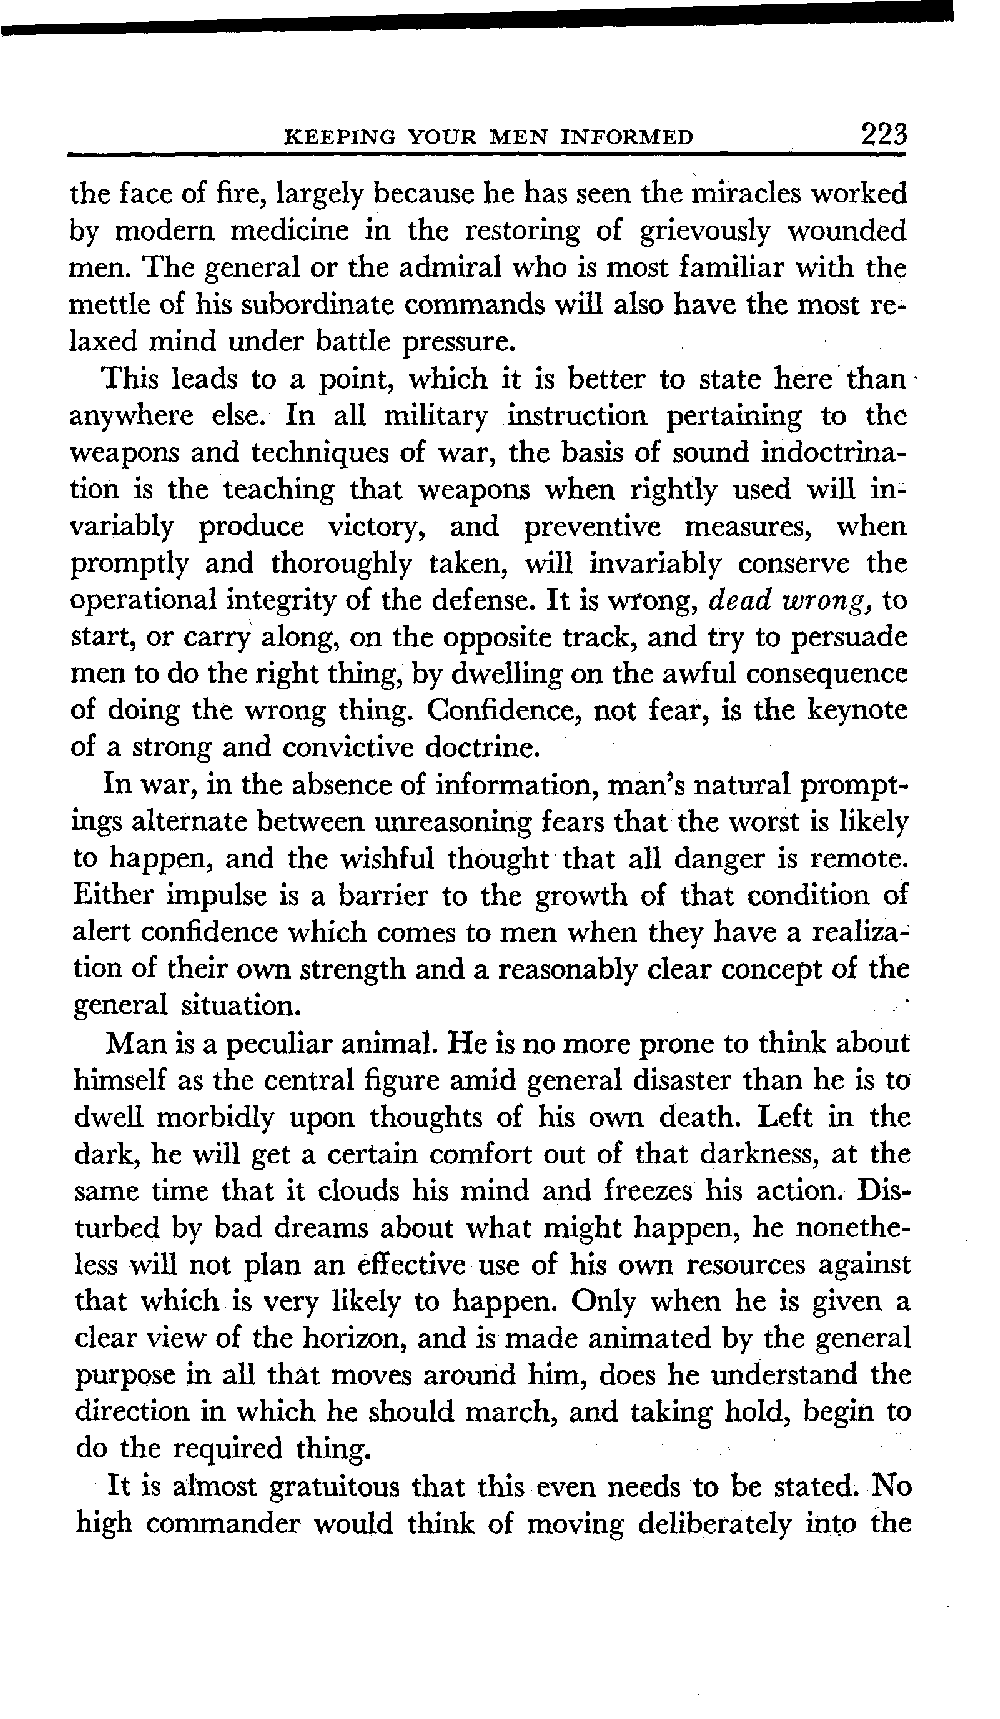 KEEPING YOUR MEN INFORMED 223
the face of fire, largely because he has seen the miracles worked
by modern medicine in the restoring of grievously wounded
men. The general or the admiral who is most familiar with the
mettle of his subordinate commands will also have the most re-
laxed mind under battle pressure.
This leads to a point, which it is better to state here than
anywhere else. In all military instruction pertaining to the
weapons and techniques of war, the basis of sound indoctrina-
tion is the teaching that weapons when rightly used will in-
variably produce victory, and preventive measures, when
promptly and thoroughly taken, will invariably conserve the
operational integrity of the defense. It is wrong, dead wrong, to
start, or carry along, on the opposite track, and try to persuade
men to do the right thing, by dwelling on the awful consequence
of doing the wrong thing. Confidence, not fear, is the keynote
of a strong and convictive doctrine.
In war, in the absence of information, man's natural prompt-
ings alternate between unreasoning fears that the worst is likely
to happen, and the wishful thought that all danger is remote.
Either impulse is a barrier to the growth of that condition of
alert confidence which comes to men when they have a realiza-
tion of their own strength and a reasonably clear concept of the
general situation.
Man is a peculiar animal. He is no more prone to think about
himself as the central figure amid general disaster than he is to
dwell morbidly upon thoughts of his own death. Left in the
dark, he will get a certain comfort out of that darkness, at the
same time that it clouds his mind and freezes his action. Dis-
turbed by bad dreams about what might happen, he nonethe-
less will not plan an effective use of his own resources against
that which is very likely to happen. Only when he is given a
clear view of the horizon, and is made animated by the general
purpose in all that moves around him, does he understand the
direction in which he should march, and taking hold, begin to
do the required thing.
It is almost gratuitous that this even needs to be stated. No
high commander would think of moving deliberately into the